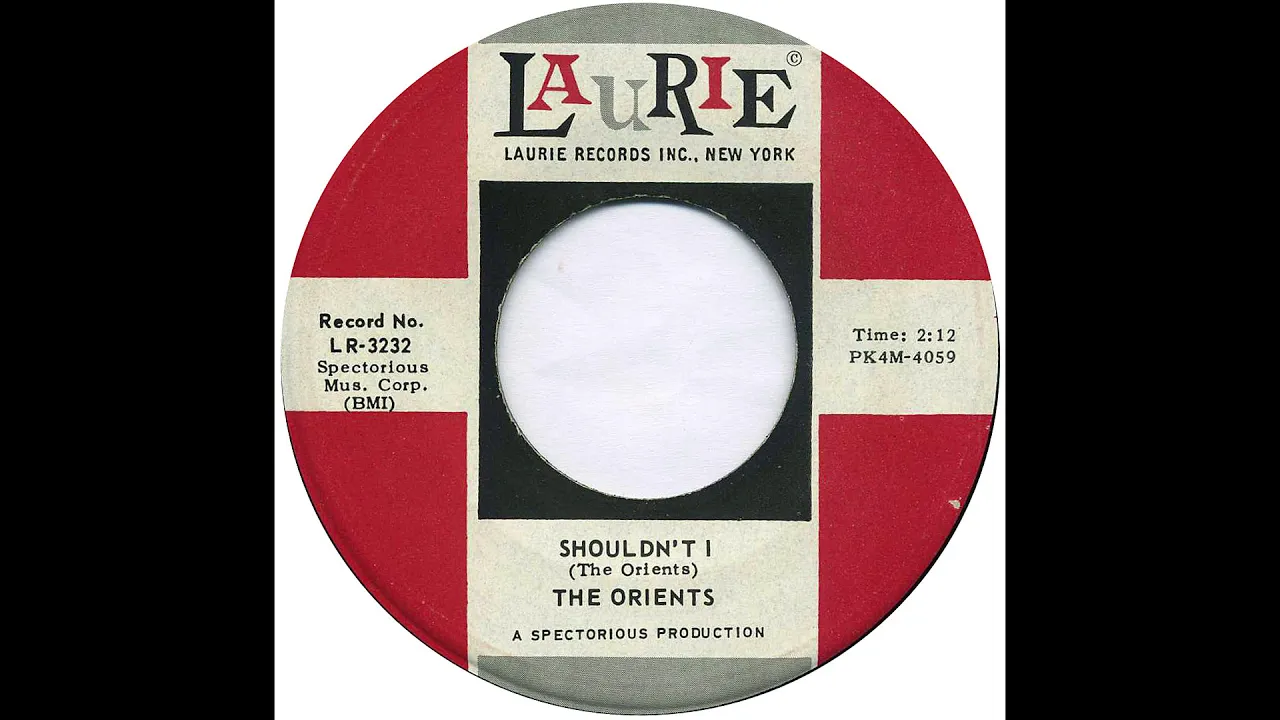 LAURIE ©
LAURIE RECORDS INC., NEW YORK
Record No.
LR-3232
Spectorious
Mus. Corp.
(BMI)
Time: 2:12
PK4M-4059
SHOULDN'T I
(The Orients)
THE ORIENTS
A SPECTORIOUS PRODUCTION